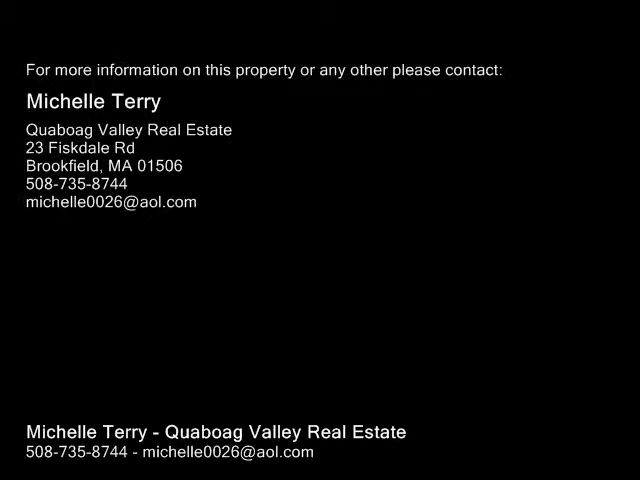 For more information on this property or any other please contact:
Michelle Terry
Quaboag Valley Real Estate
23 Fiskdale Rd
Brookfield, MA 01506
508-735-8744
michelle0026@aol.com
Michelle Terry - Quaboag Valley Real Estate
508-735-8744 - michelle0026@aol.com